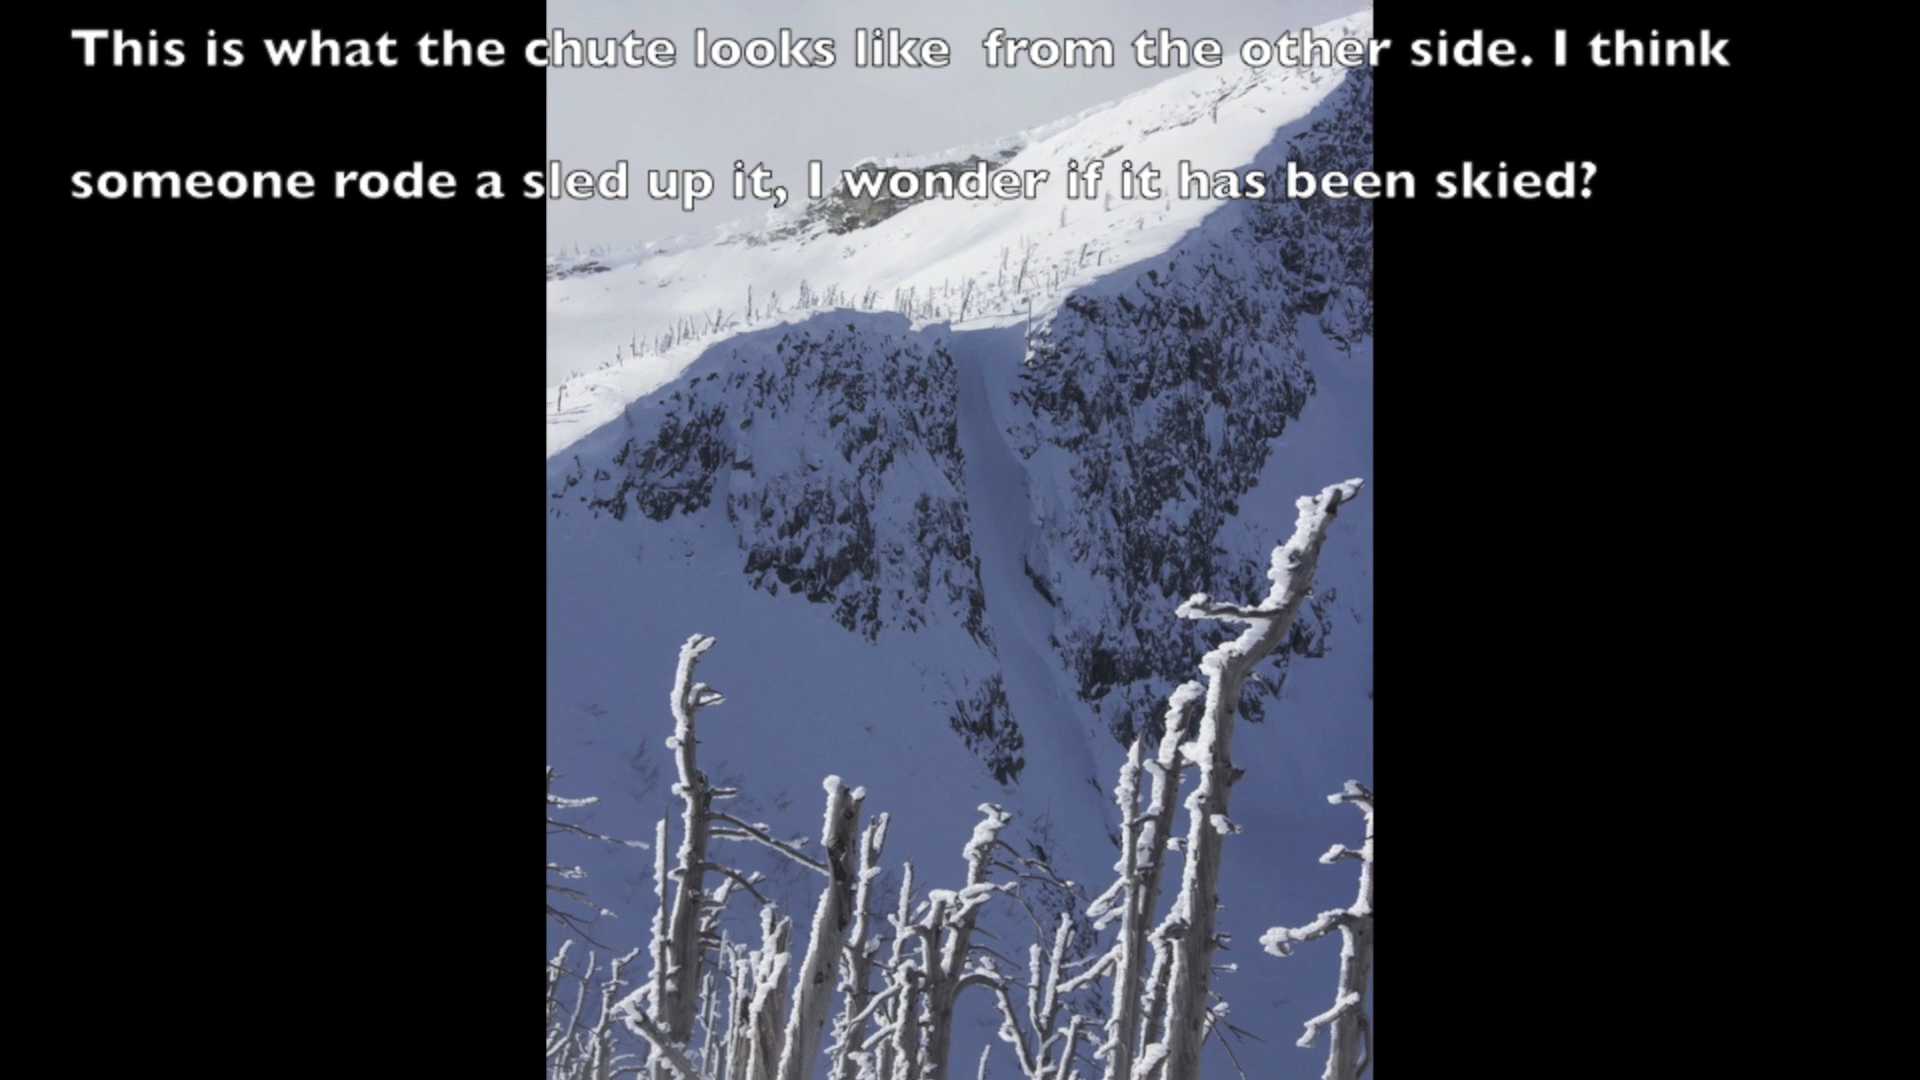 This is what the chute looks like  from the other side. I think
someone rode a sled up it, I wonder if it has been skied?